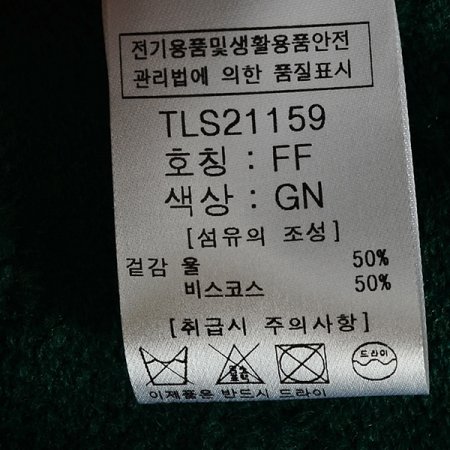 전기용품및생활용품안전
관리법에 의한 품질표시
TLS21159
호칭 : FF
색상 : GN
[섬유의 조성]
겉감 울 50%
비스코스 50%
[취급시 주의사항]
드라이
이제품은 반드시 드라이